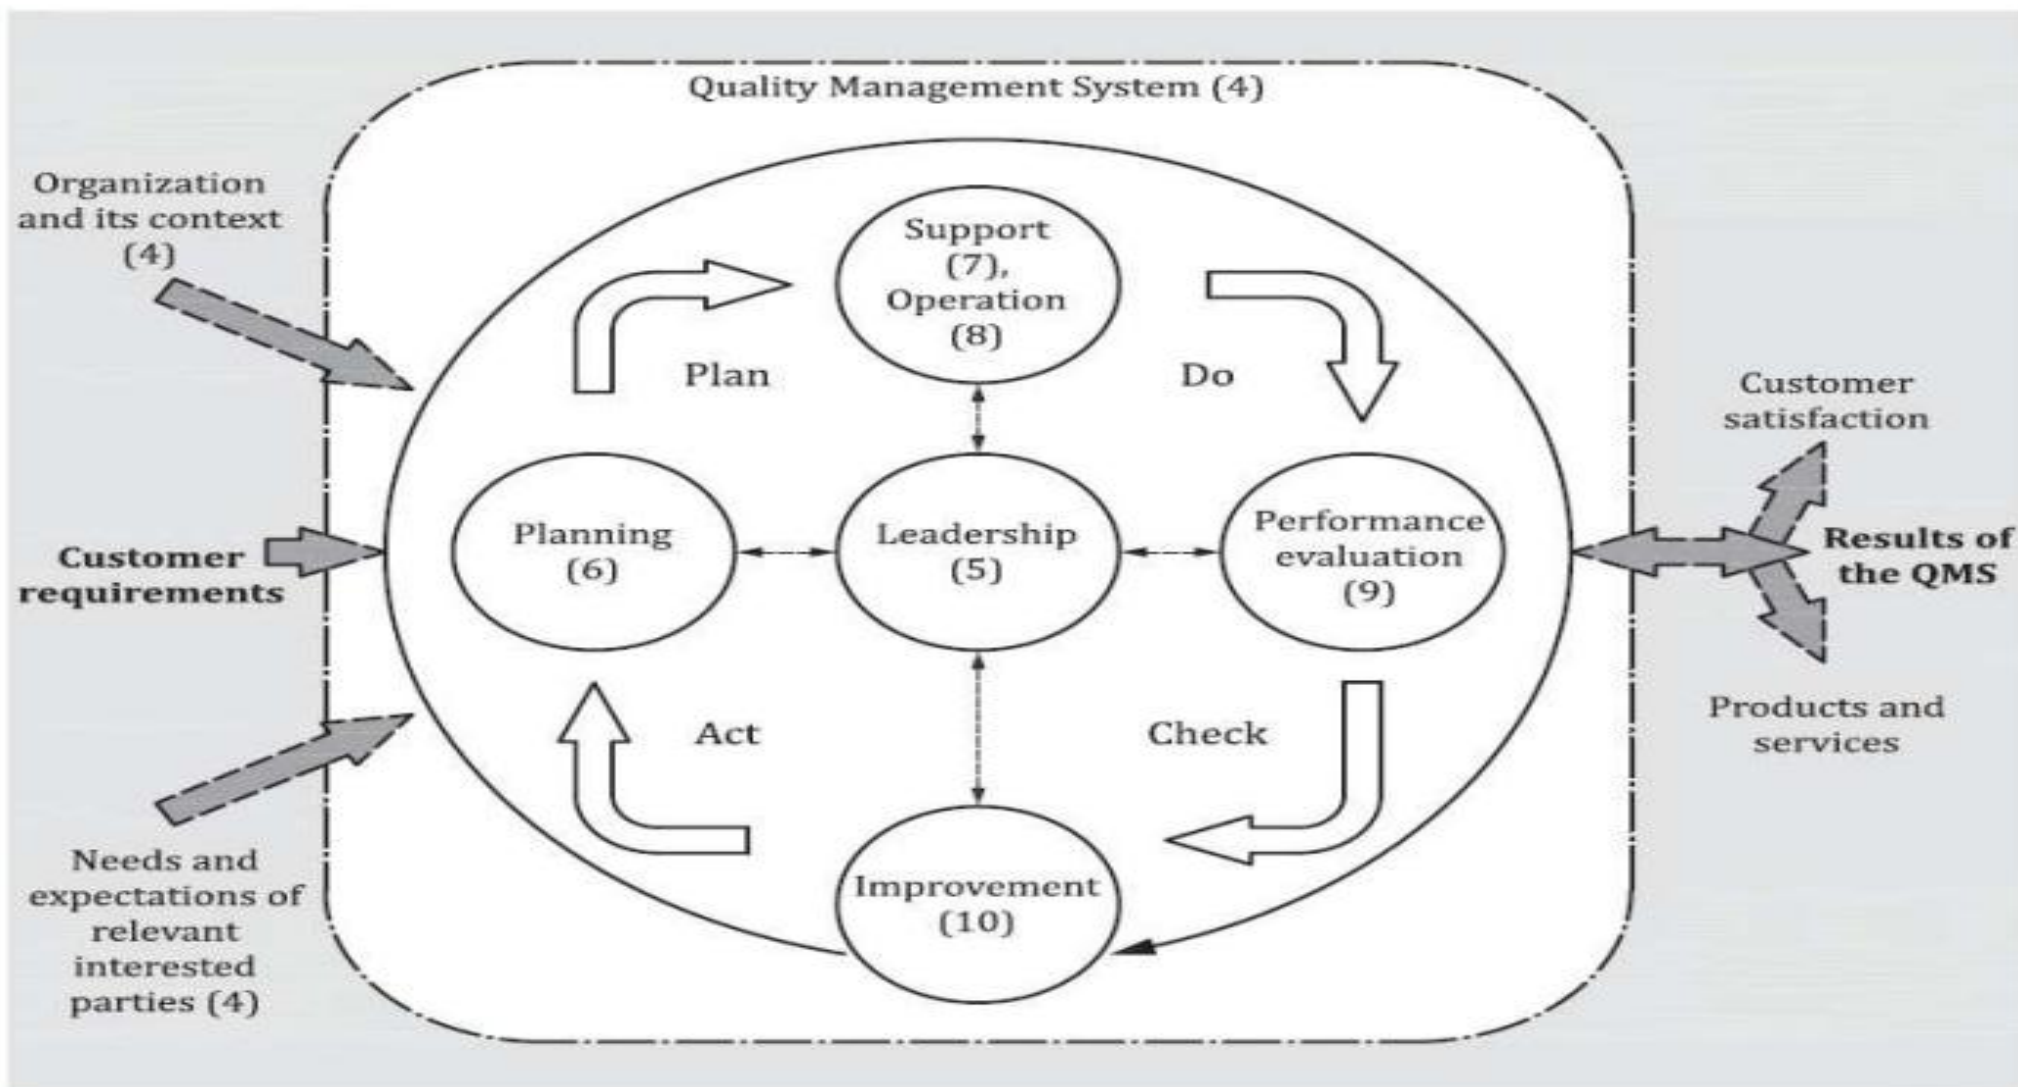 Quality Management System (4)
Organization
and its context
(4)
Support
(7),
Operation
(8)
Plan
Do
Customer
satisfaction
Customer
requirements
Planning
(6)
Leadership
(5)
Performance
evaluation
(9)
Results of
the QMS
Act
Check
Products and
services
Needs and
expectations of
relevant
interested
parties (4)
Improvement
(10)